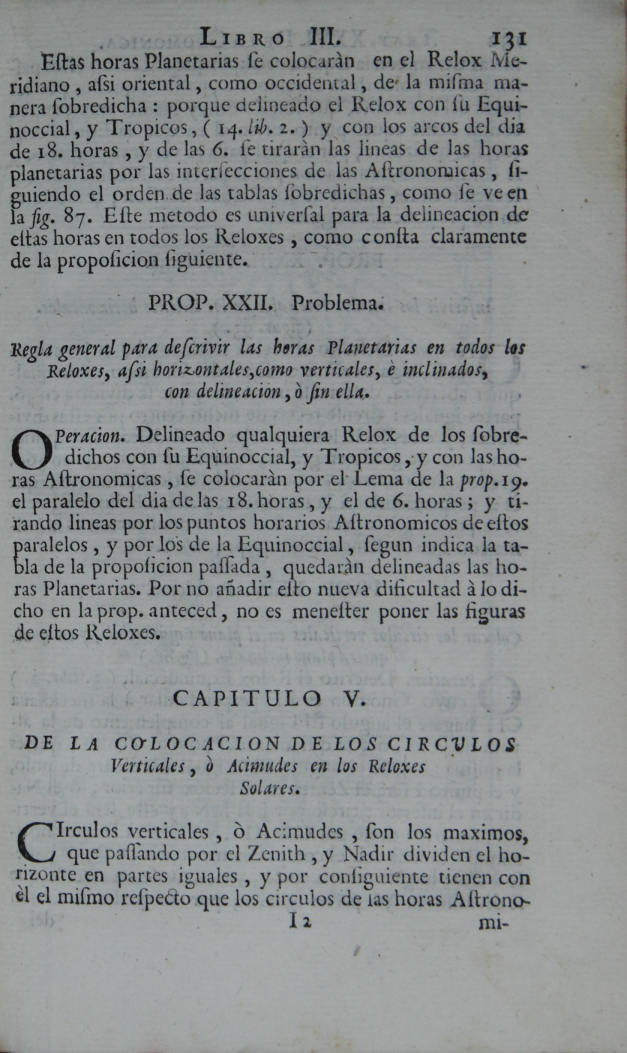 LIBRO III. 131
Eſtas horas Planetarias ſe colocaràn en el Relox Me-
ridiano, aſsi oriental, como occidental, de la miſma ma-
nera ſobredicha: porque delineado el Relox con ſu Equi-
noccial, y Tropicos, (14. lib. 2.) y con los arcos del dia
de 18. horas, y de las 6. ſe tiraràn las lineas de las horas
planetarias por las interſecciones de las Aſtronomicas, ſi-
guiendo el orden de las tablas ſobredichas, como ſe ve en
la fig. 87. Eſte metodo es univerſal para la delineacion de
eſtas horas en todos los Reloxes, como conſta claramente
de la propoſicion ſiguiente.
PROP. XXII. Problema.
Regla general para deſcrivir las horas Planetarias en todos los
Reloxes, aſsi horizontales, como verticales, è inclinados,
con delineacion, ò ſin ella.
OPeracion. Delineado qualquiera Relox de los ſobre-
dichos con ſu Equinoccial, y Tropicos, y con las ho-
ras Aſtronomicas, ſe colocaràn por el Lema de la prop. 19.
el paralelo del dia de las 18. horas, y el de 6. horas; y ti-
rando lineas por los puntos horarios Aſtronomicos de eſtos
paralelos, y por los de la Equinoccial, ſegun indica la ta-
bla de la propoſicion paſſada, quedaràn delineadas las ho-
ras Planetarias. Por no añadir eſto nueva dificultad à lo di-
cho en la prop. anteced, no es meneſter poner las figuras
de eſtos Reloxes.
CAPITULO V.
DE LA COLOCACION DE LOS CIRCULOS
Verticales, ò Acimudes en los Reloxes
Solares.
CIrculos verticales, ò Acimudes, ſon los maximos,
que paſſando por el Zenith, y Nadir dividen el ho-
rizonte en partes iguales, y por conſiguiente tienen con
èl el miſmo reſpecto que los circulos de las horas Aſtrono-
I 2 mi-